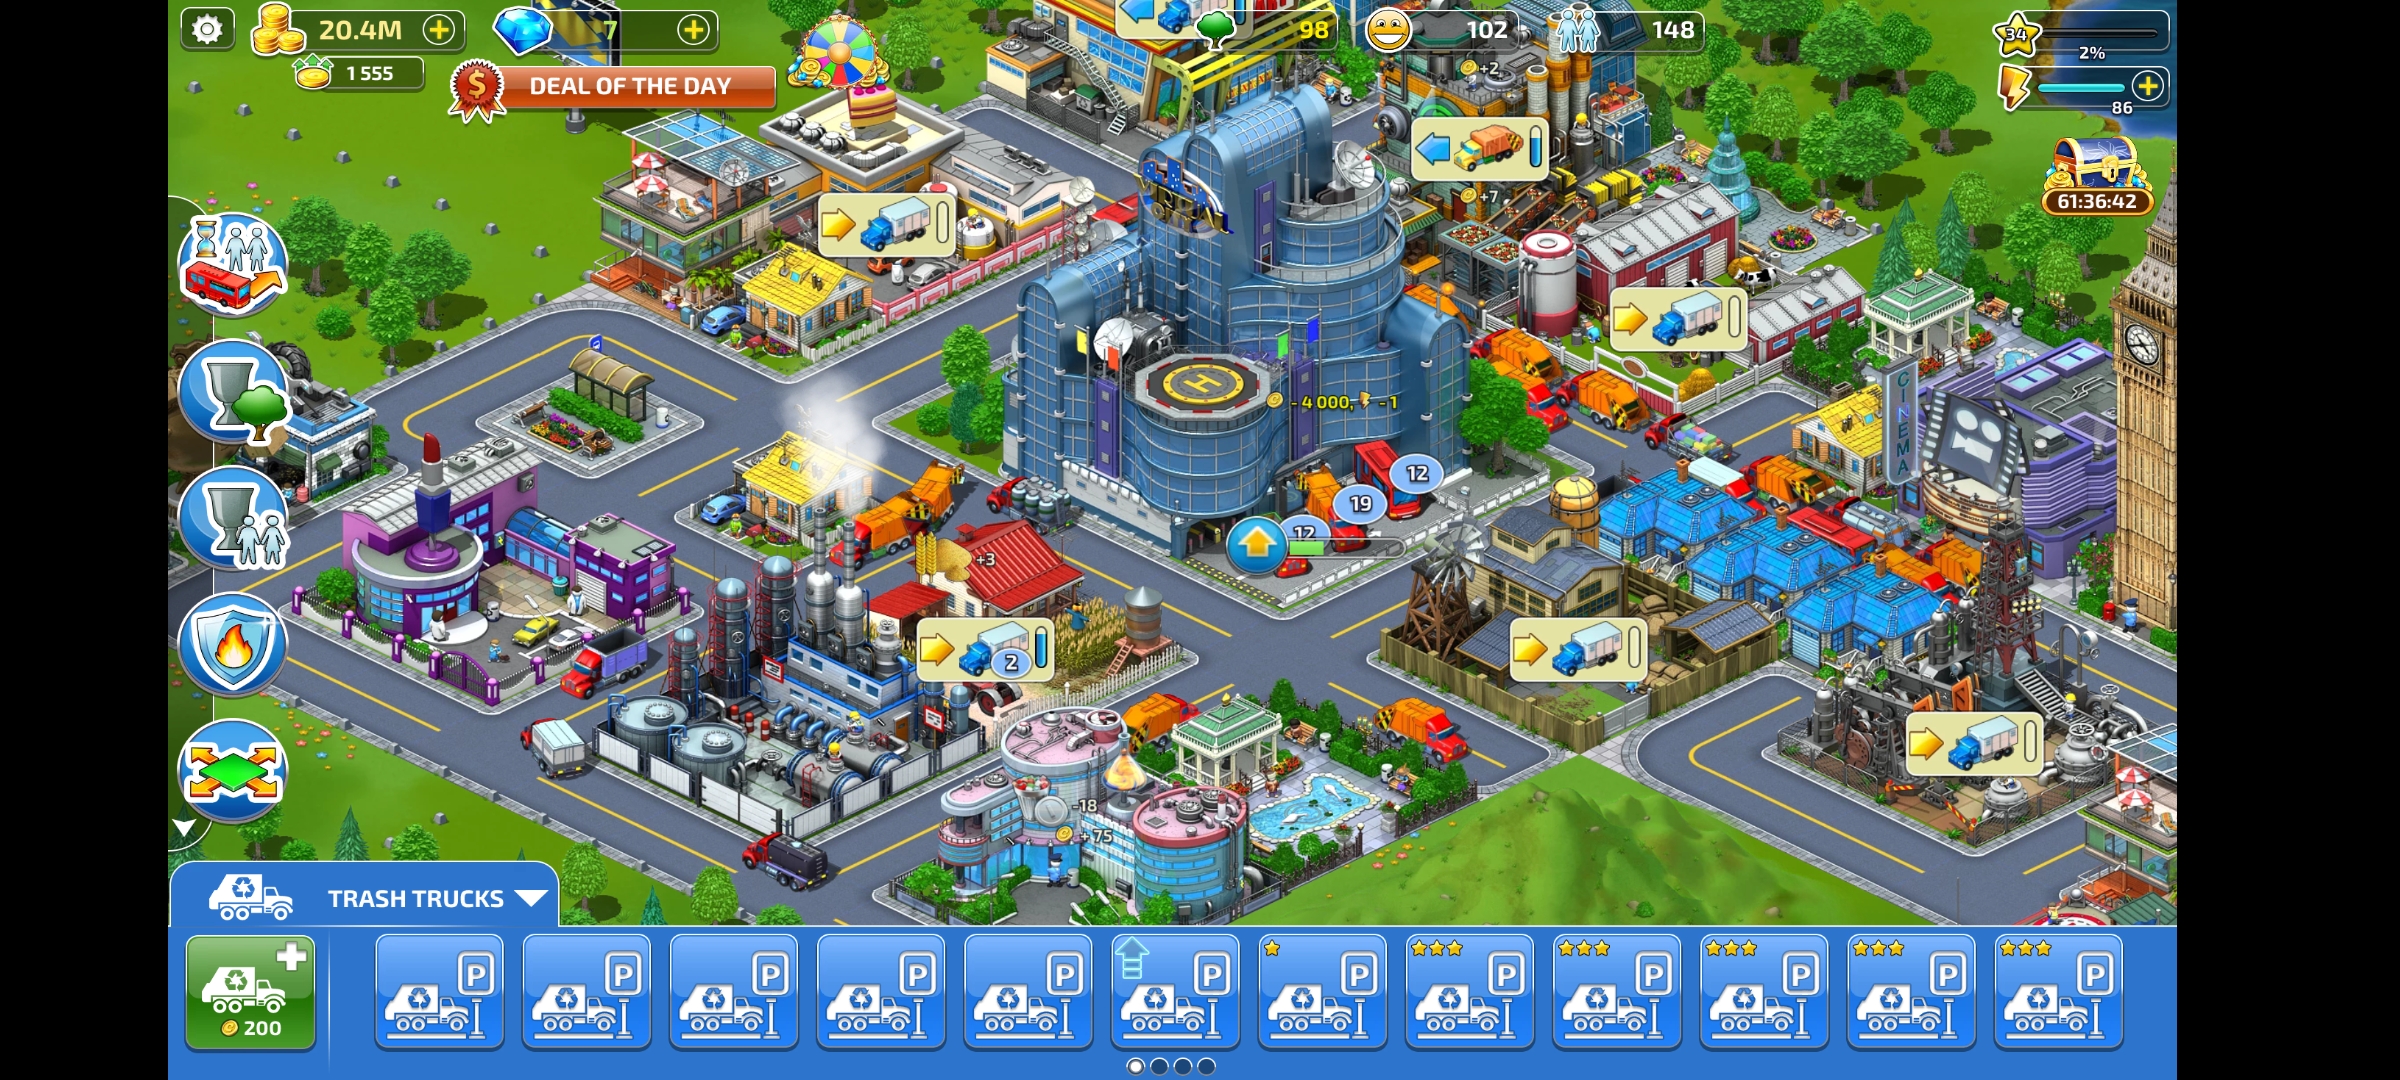 20.4M
7
98
102
148
34
2%
1 555
DEAL OF THE DAY
86
+2
61:36:42
+7
CINEMA
- 4 000, -1
12
19
12
+3
2
-18
+75
TRASH TRUCKS
200
P
P
P
P
P
P
P
P
P
P
P
P
H